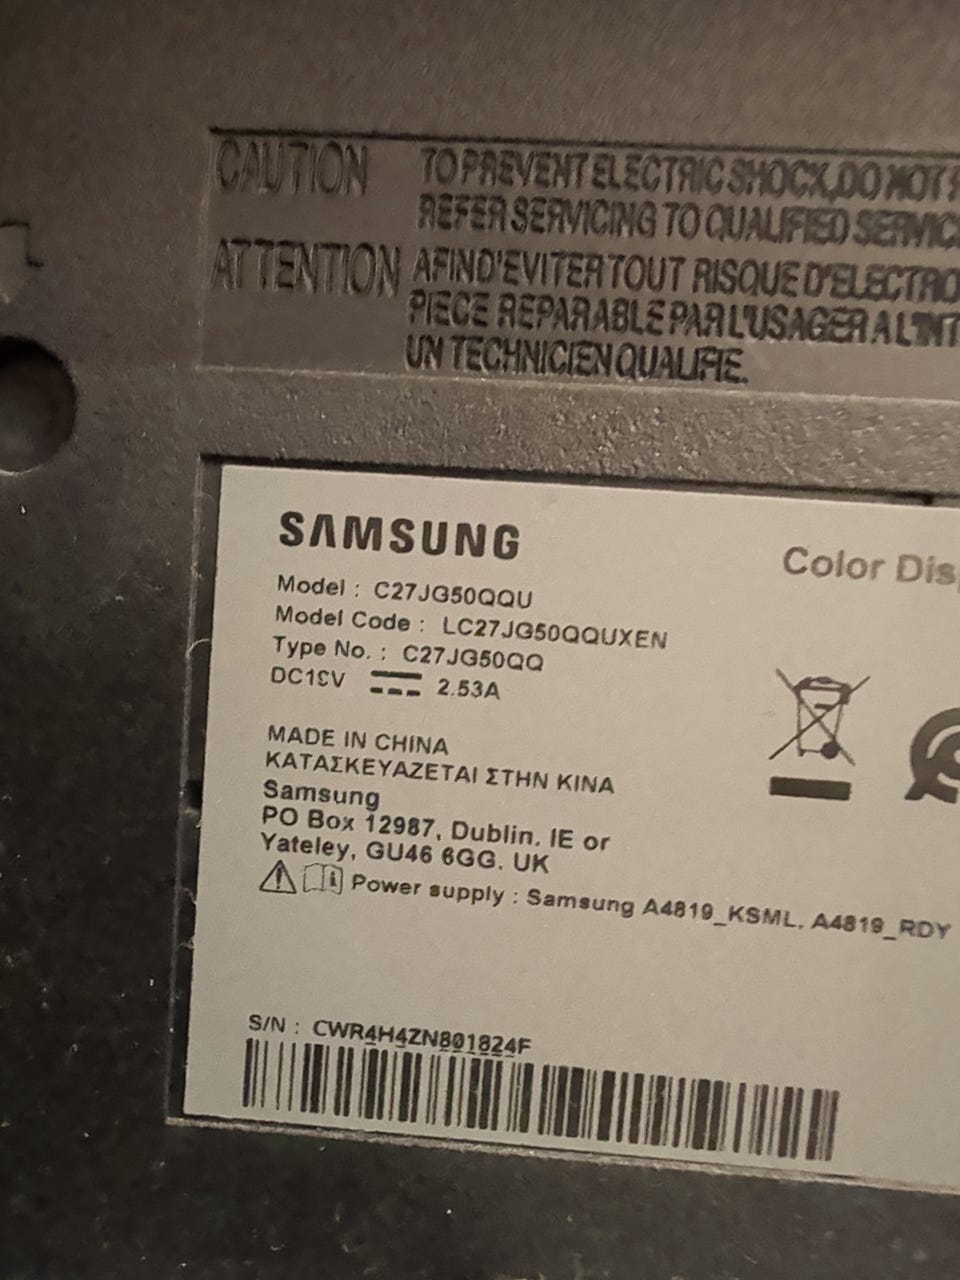 CAUTION TO PREVENT ELECTRIC SHOCK,DO NOT
REFER SERVICING TO QUALIFIED
ATTENTION AFIN D'EVITER TOUT RISQUE
PIECE REPARABLE PAR L'USAGER A
UN TECHNICIEN QUALIFIE.
SAMSUNG
Color
Model : C27JG50QQU
Model Code : LC27JG50QQUXEN
Type No. : C27JG50QQ
DC19V 2.53A
MADE IN CHINA
ΚΑΤΑΣΚΕΥΑΖΕΤΑΙ ΣΤΗΝ ΚΙΝΑ
Samsung
PO Box 12987, Dublin. IE or
Yateley, GU46 6GG. UK
Power supply : Samsung A4819_KSML, A4819_RDY
S/N : CWR4H4ZN801824F